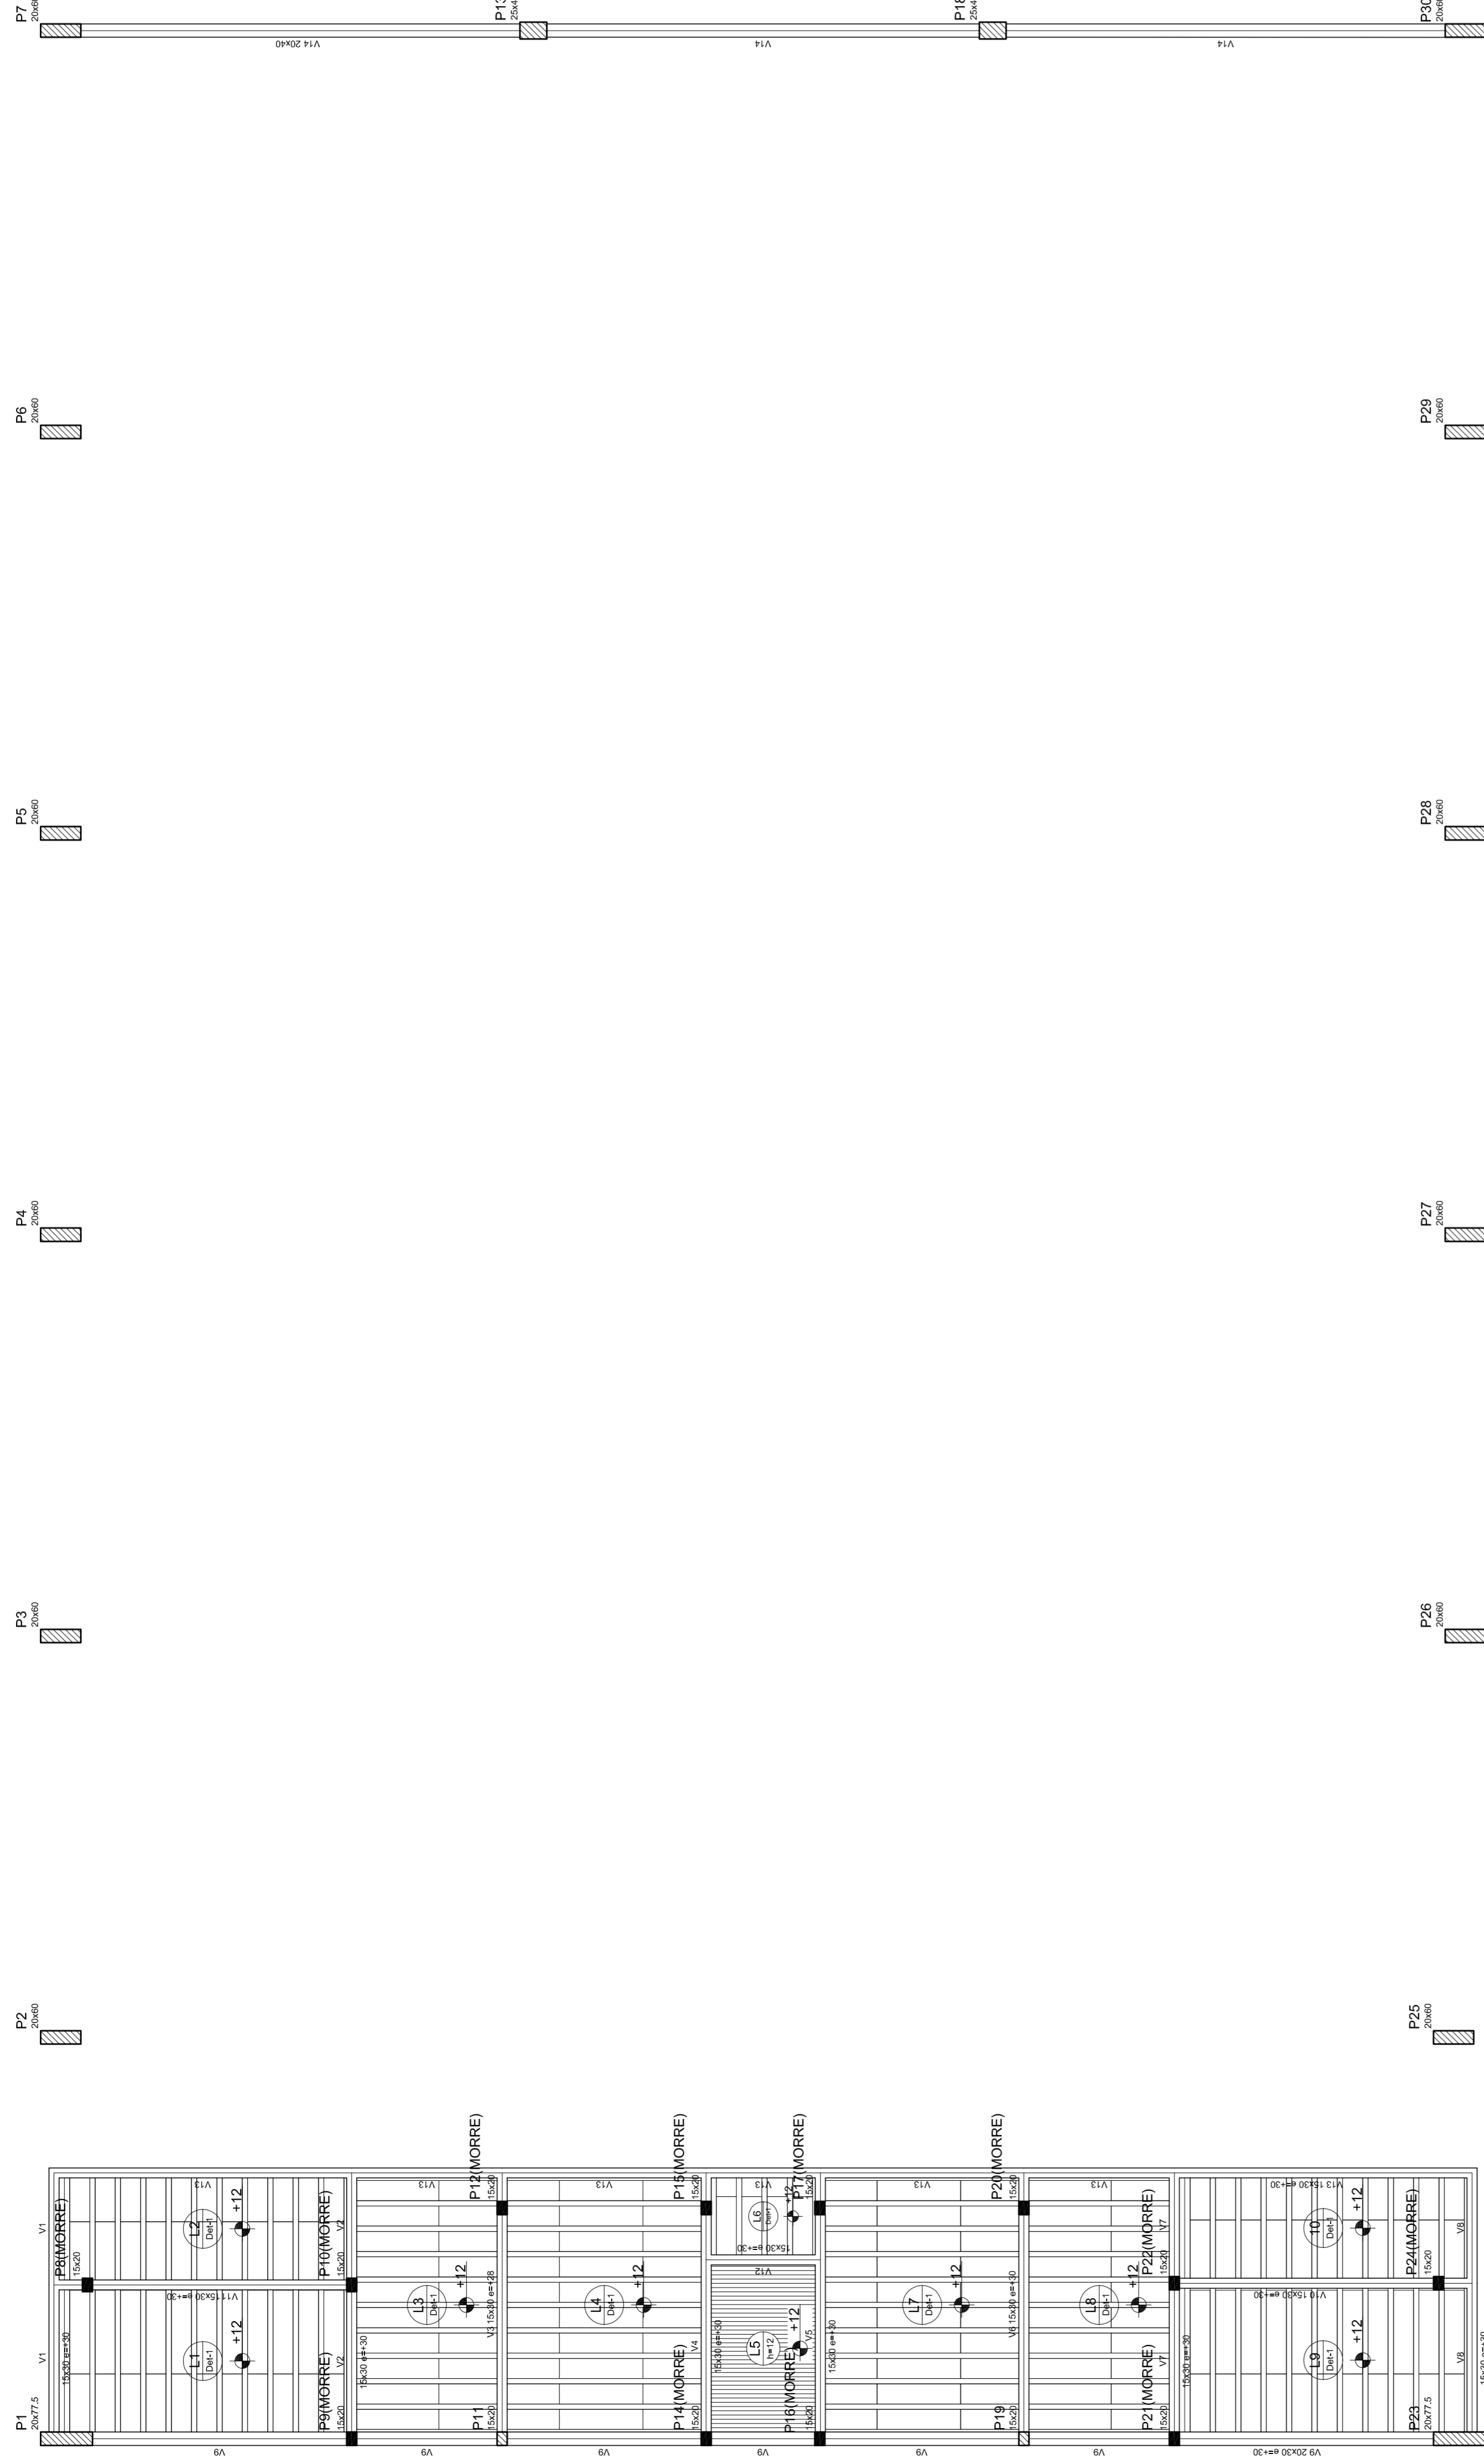 P7
20x60
P13
P18
P30
20x60
V14 20x40
V14
V14
P6
20x60
P29
20x60
P5
20x60
P28
20x60
P4
20x60
P27
20x60
P3
20x60
P26
20x60
P2
20x60
P25
20x60
V1
P8(MORRE)
15x20
V13
L2
Det-1
+12
P10(MORRE)
15x20
V2
V11 15x30 e=+30
V1
15x30 e=+30
L1
Det-1
+12
P9(MORRE)
15x20
V2
15x30 e=+30
P1
20x77.5
V9
V13
P12(MORRE)
15x20
L3
Det-1
+12
V3 15x30 e=+28
P11
15x20
V9
V13
P15(MORRE)
15x20
L4
Det-1
+12
V4
15x30 e=+30
P14(MORRE)
15x20
V9
V13
P17(MORRE)
15x20
L6
Det-1
+12
15x30 e=+30
V12
L5
h=12
+12
V5
15x30 e=+30
P16(MORRE)
15x20
V9
V13
P20(MORRE)
15x20
L7
Det-1
+12
V6 15x30 e=+30
P19
15x20
V9
V13
P22(MORRE)
15x20
V7
L8
Det-1
+12
V7
15x30 e=+30
P21(MORRE)
15x20
V9
V13 15x30 e=+30
10
Det-1
+12
P24(MORRE)
15x20
V8
V10 15x30 e=+30
L9
Det-1
+12
V8
15x30 e=+30
P23
20x77.5
V9 20x30 e=+30